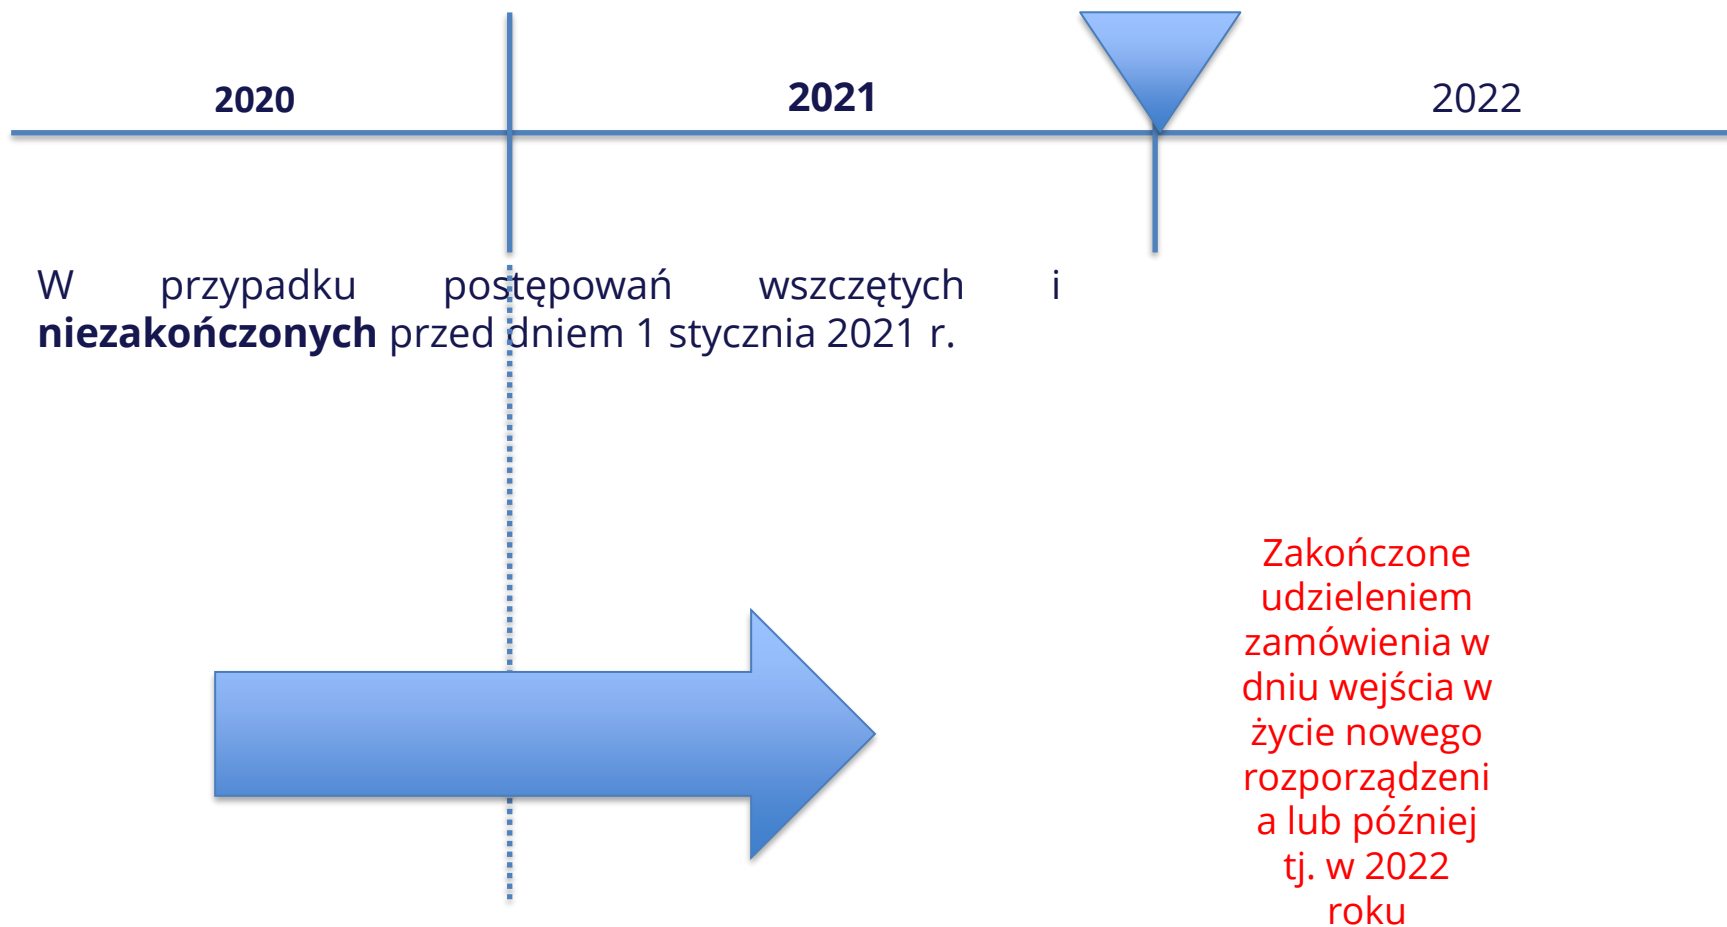 2020
2021
2022
W przypadku postępowań wszczętych i
niezakończonych przed dniem 1 stycznia 2021 r.
Zakończone
udzieleniem
zamówienia w
dniu wejścia w
życie nowego
rozporządzeni
a lub później
tj. w 2022
roku